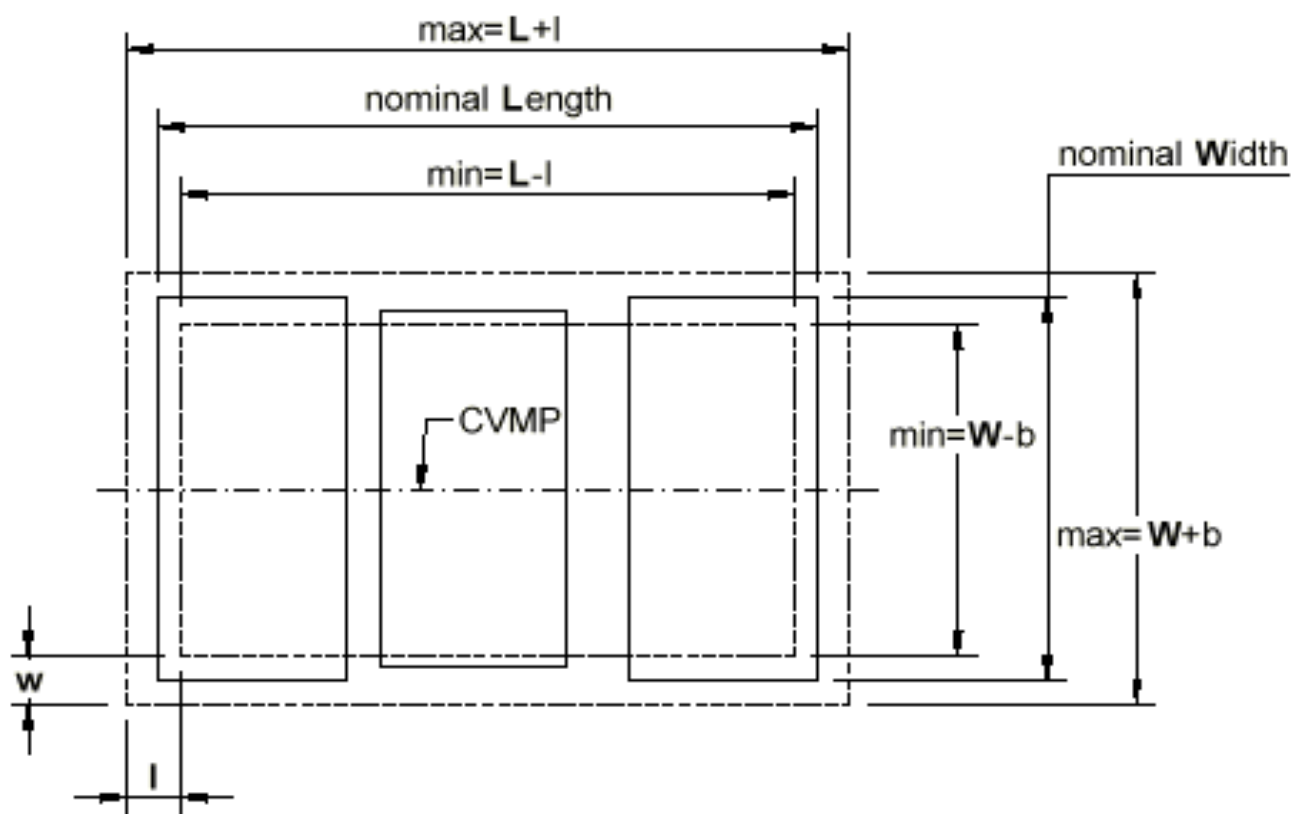 max=L+l
nominal Length
min=L-l
nominal Width
CVMP
min=W-b
max=W+b
w
l